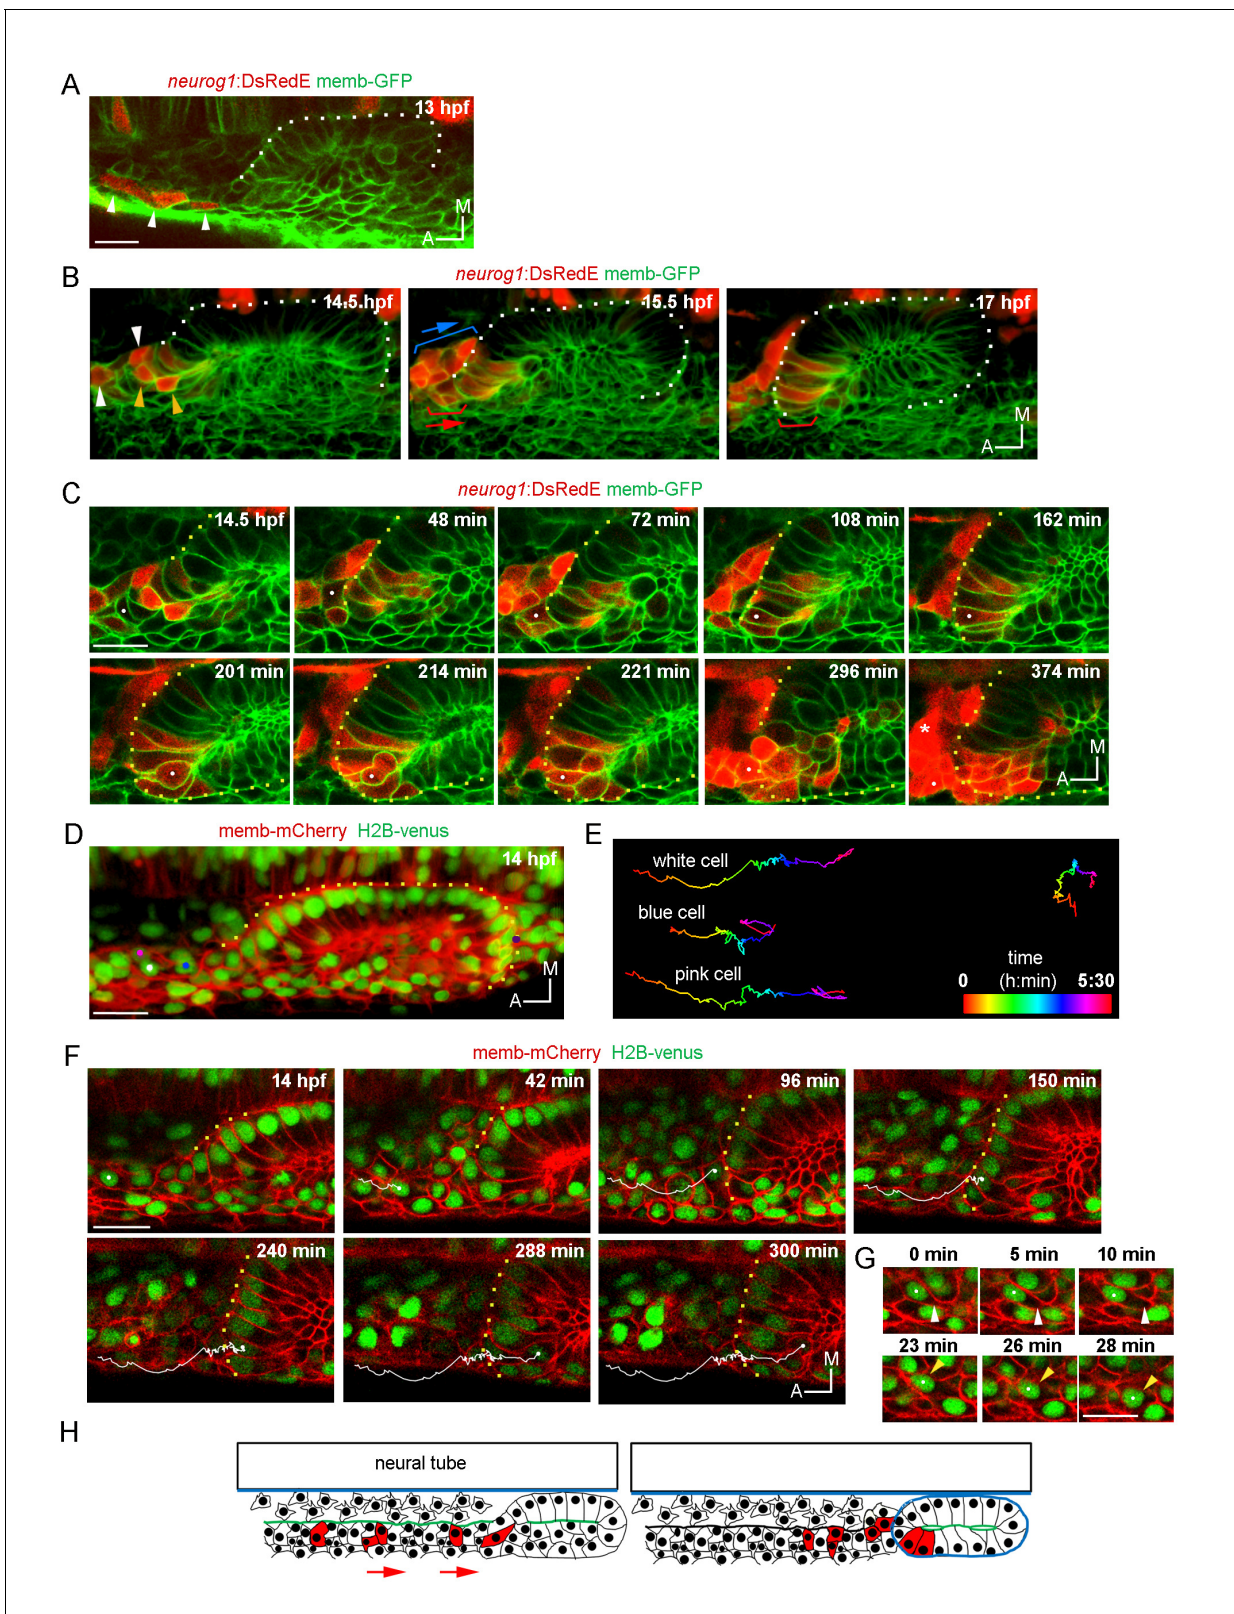 A
neurog1:DsRedE memb-GFP
13 hpf
M
A
B
neurog1:DsRedE memb-GFP
14.5 hpf
15.5 hpf
17 hpf
M
A
C
neurog1:DsRedE memb-GFP
14.5 hpf
48 min
72 min
108 min
162 min
201 min
214 min
221 min
296 min
374 min
*
M
A
D
memb-mCherry H2B-venus
14 hpf
M
A
E
white cell
blue cell
pink cell
time
0 (h:min) 5:30
F
memb-mCherry H2B-venus
14 hpf
42 min
96 min
150 min
240 min
288 min
300 min
M
A
G
0 min
5 min
10 min
23 min
26 min
28 min
H
neural tube